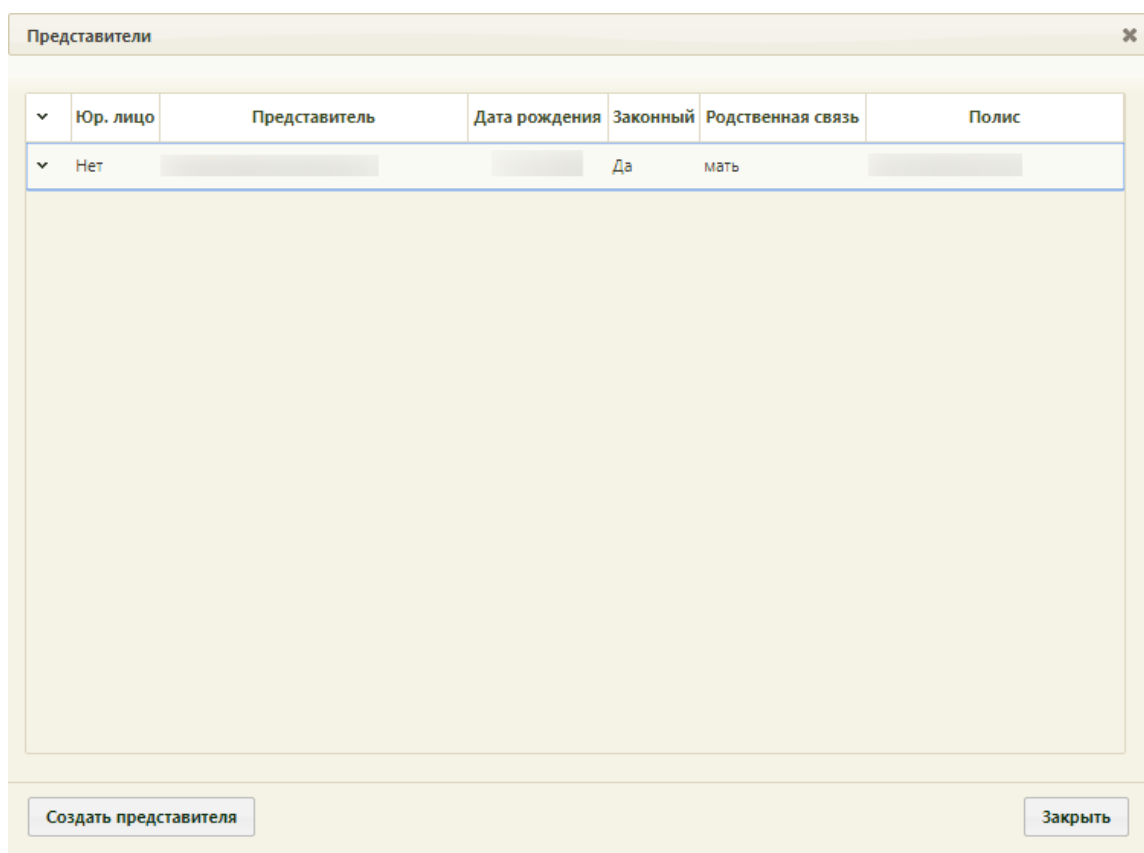 Представители
Юр. лицо Представитель Дата рождения Законный Родственная связь Полис
Нет Да мать
Создать представителя Закрыть